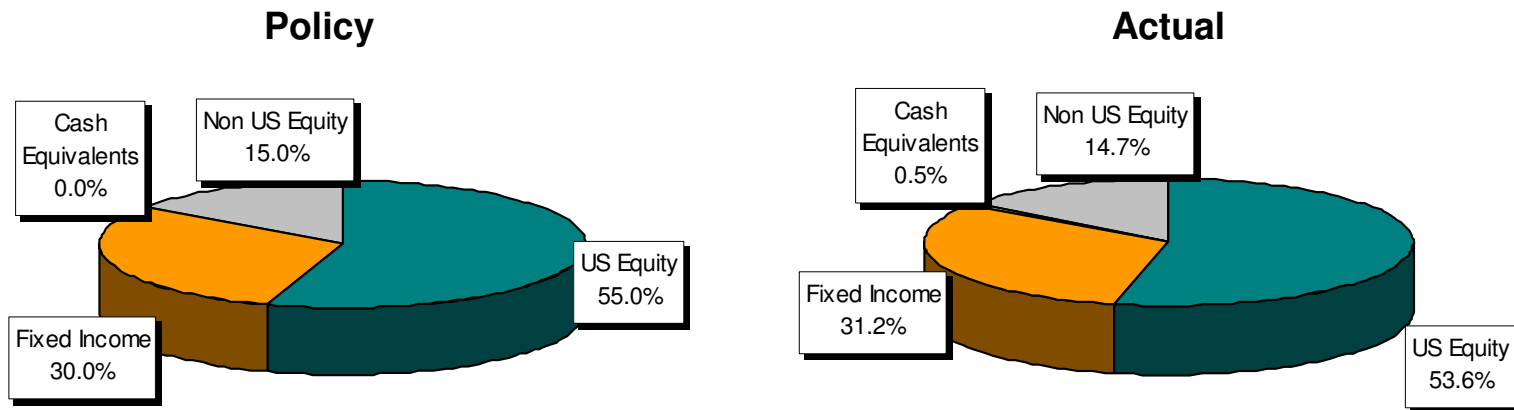 Policy
Cash
Equivalents
0.0%
Non US Equity
15.0%
US Equity
55.0%
Fixed Income
30.0%
Actual
Cash
Equivalents
0.5%
Non US Equity
14.7%
Fixed Income
31.2%
US Equity
53.6%